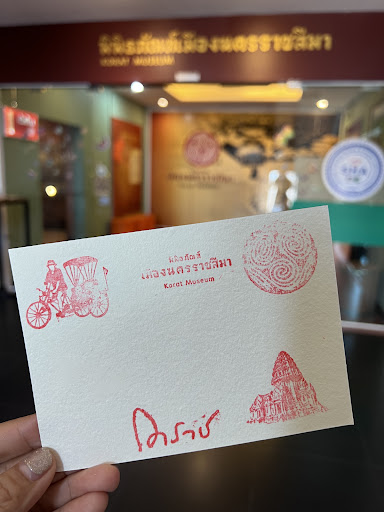 พิพิธภัณฑ์เมืองนครราชสีมา
KORAT MUSEUM
พิพิธภัณฑ์
เมืองนครราชสีมา
Korat Museum
โคราช